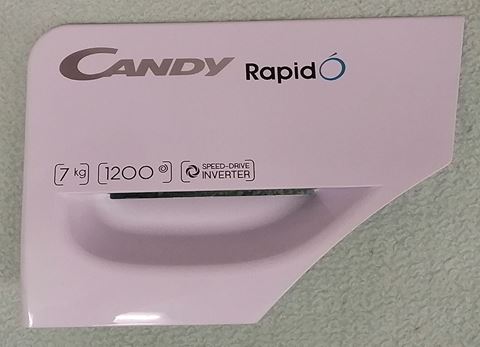 CANDY RapidÓ
7 kg 1200 SPEED-DRIVE INVERTER